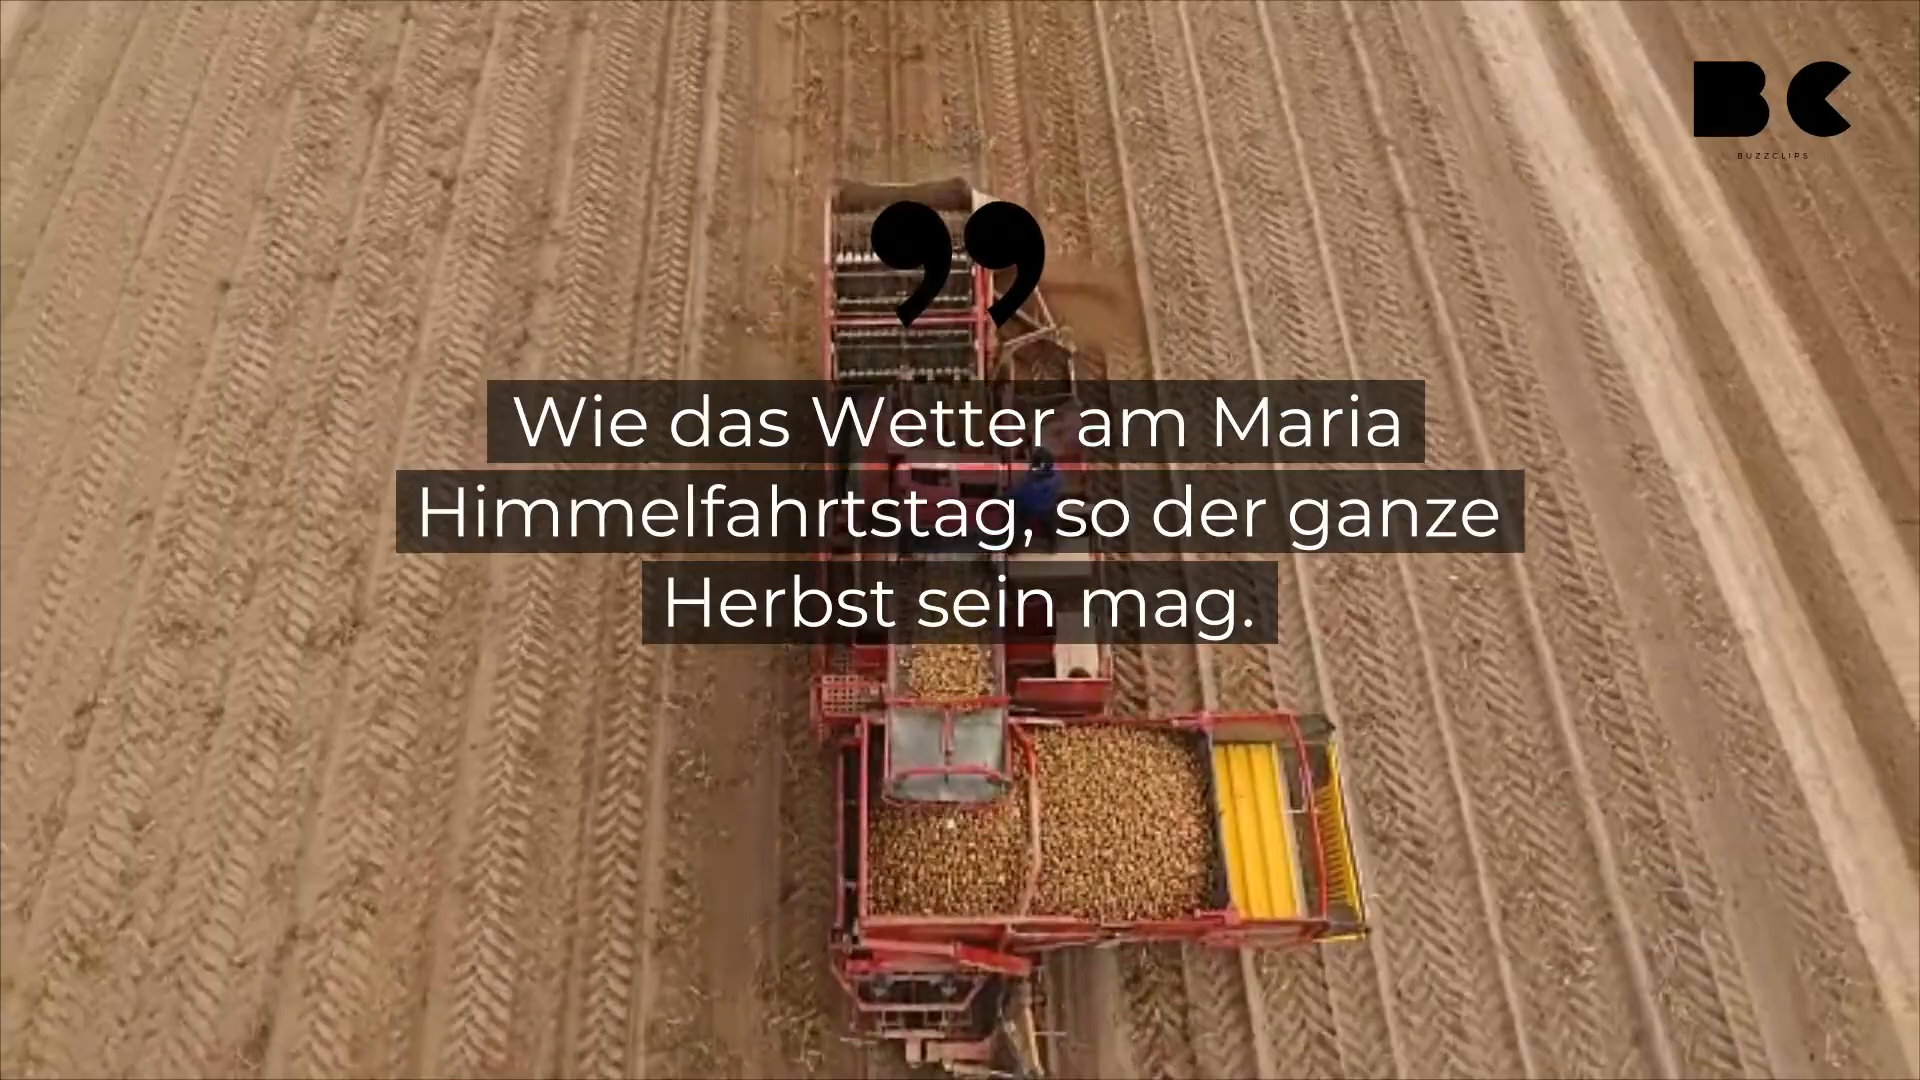 BC
BUZZCLIPS
”
Wie das Wetter am Maria
Himmelfahrtstag, so der ganze
Herbst sein mag.